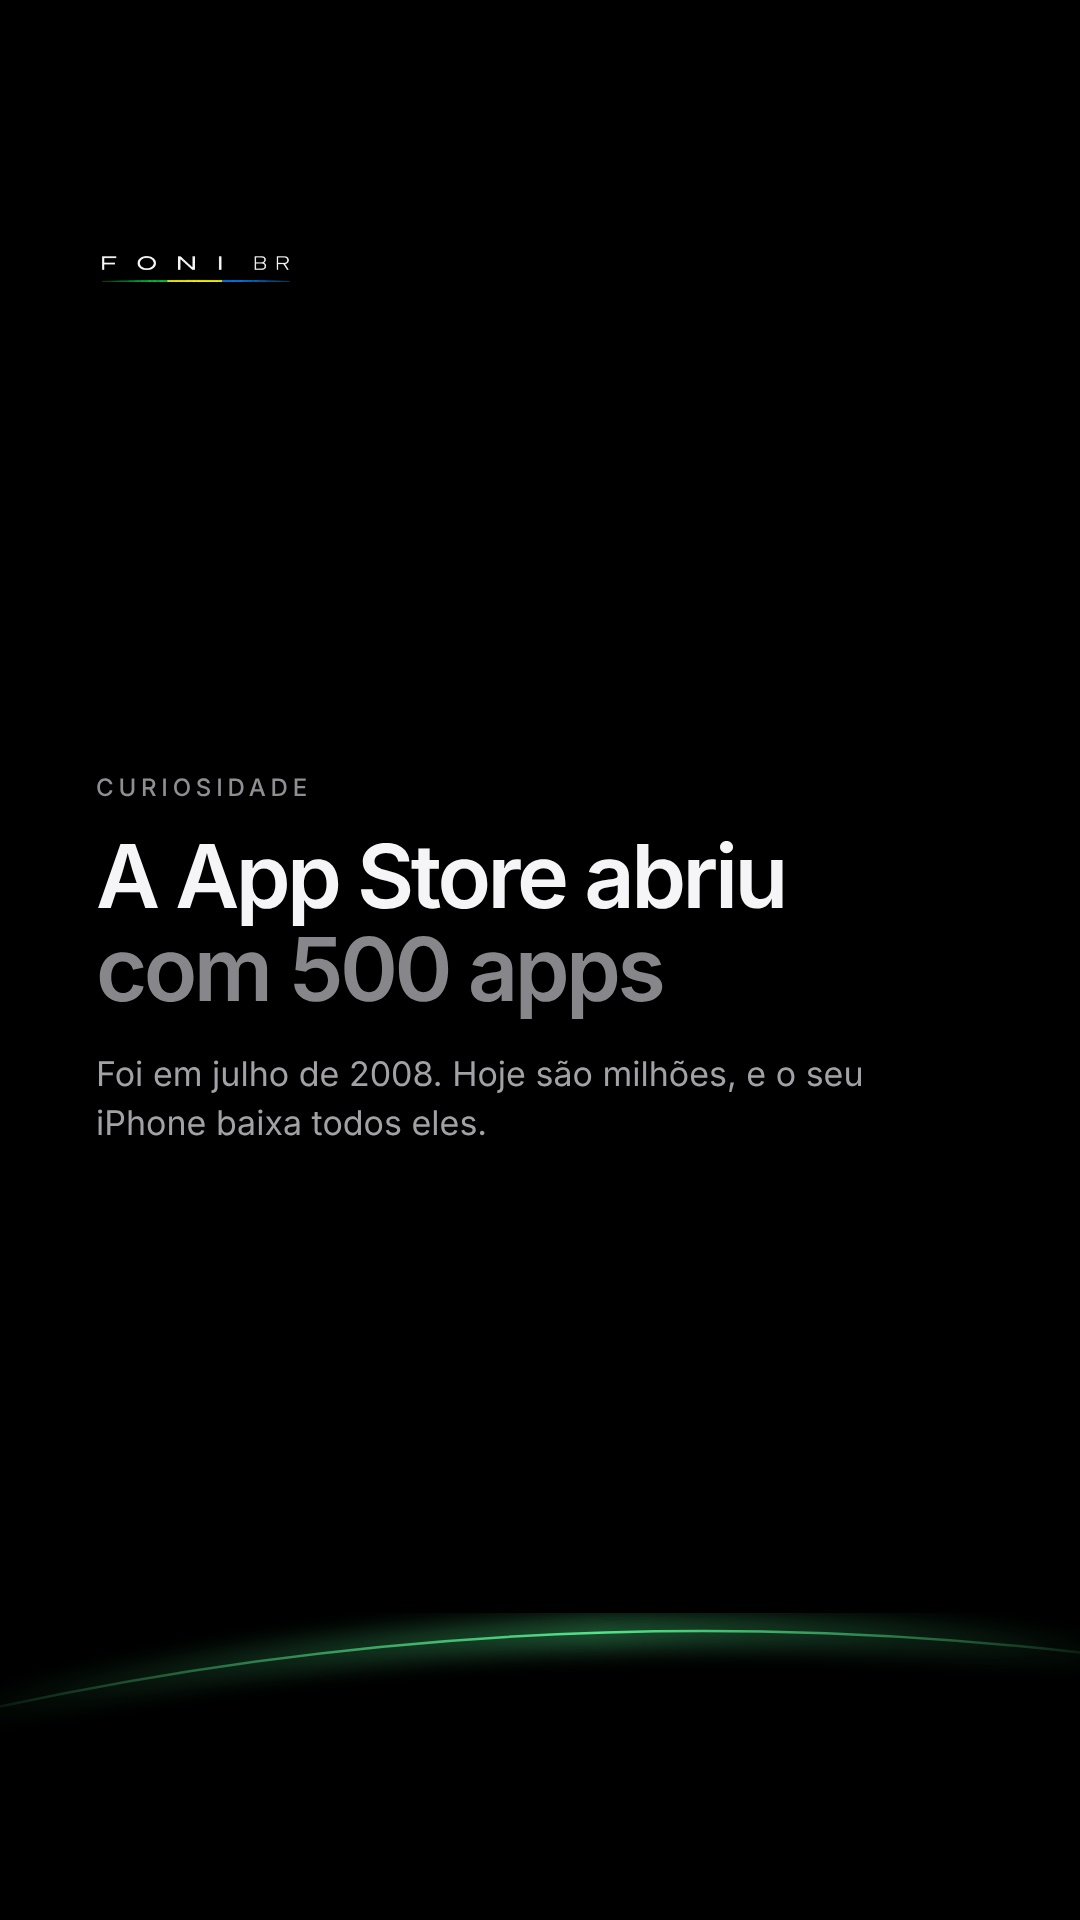 FONI BR
CURIOSIDADE
A App Store abriu
com 500 apps
Foi em julho de 2008. Hoje são milhões, e o seu
iPhone baixa todos eles.